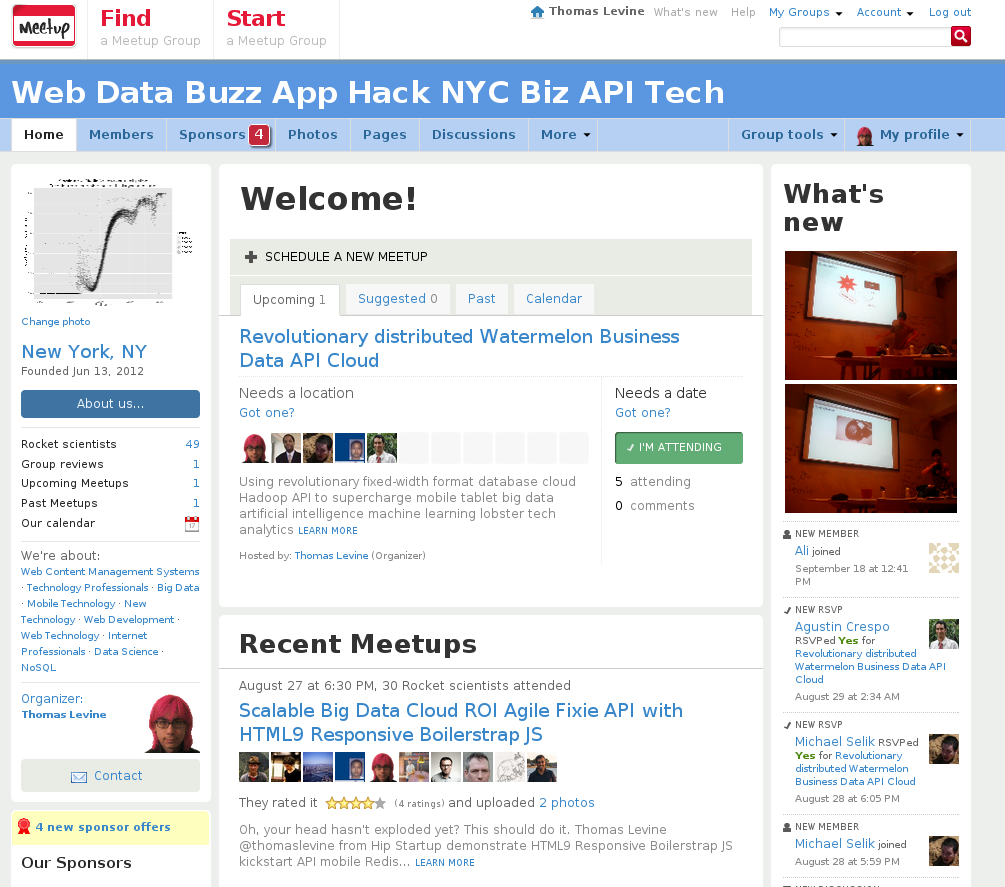 Meetup
Find
a Meetup Group
Start
a Meetup Group
Thomas Levine What's new Help My Groups Account Log out
Web Data Buzz App Hack NYC Biz API Tech
Home Members Sponsors 4 Photos Pages Discussions More Group tools My profile
Change photo
New York, NY
Founded Jun 13, 2012
About us...
Rocket scientists 49
Group reviews 1
Upcoming Meetups 1
Past Meetups 1
Our calendar 17
We're about:
Web Content Management Systems
· Technology Professionals · Big Data
· Mobile Technology · New
Technology · Web Development ·
Web Technology · Internet
Professionals · Data Science ·
NoSQL
Organizer:
Thomas Levine
Contact
4 new sponsor offers
Our Sponsors
Welcome!
SCHEDULE A NEW MEETUP
Upcoming 1 Suggested 0 Past Calendar
Revolutionary distributed Watermelon Business
Data API Cloud
Needs a location
Got one?
Using revolutionary fixed-width format database cloud
Hadoop API to supercharge mobile tablet big data
artificial intelligence machine learning lobster tech
analytics LEARN MORE
Hosted by: Thomas Levine (Organizer)
Needs a date
Got one?
I'M ATTENDING
5 attending
0 comments
Recent Meetups
August 27 at 6:30 PM, 30 Rocket scientists attended
Scalable Big Data Cloud ROI Agile Fixie API with
HTML9 Responsive Boilerstrap JS
They rated it (4 ratings) and uploaded 2 photos
Oh, your head hasn't exploded yet? This should do it. Thomas Levine
@thomaslevine from Hip Startup demonstrate HTML9 Responsive Boilerstrap JS
kickstart API mobile Redis... LEARN MORE
What's
new
NEW MEMBER
Ali joined
September 18 at 12:41
PM
NEW RSVP
Agustin Crespo
RSVPed Yes for
Revolutionary distributed
Watermelon Business Data API
Cloud
August 29 at 2:34 AM
NEW RSVP
Michael Selik RSVPed
Yes for Revolutionary
distributed Watermelon
Business Data API Cloud
August 28 at 6:05 PM
NEW MEMBER
Michael Selik joined
August 28 at 5:59 PM